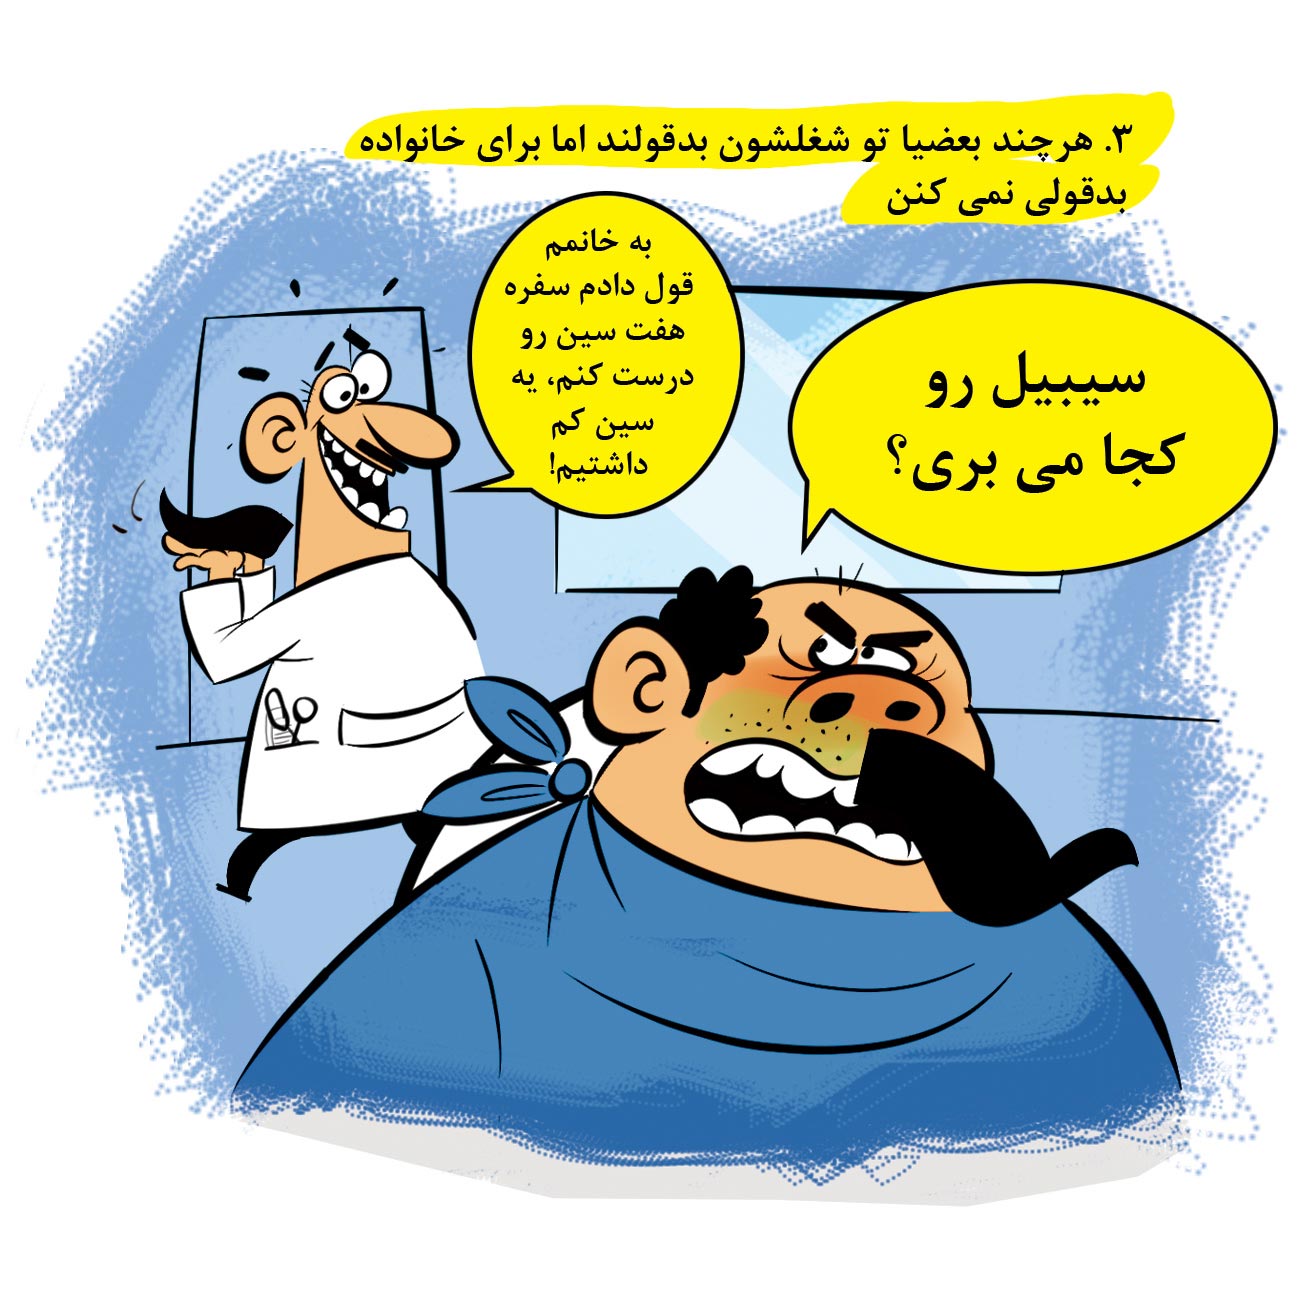 ۳. هرچند بعضیا تو شغلشون بدقولند اما برای خانواده
بدقولی نمی کنن
سیبیل رو
کجا می بری؟
به خانمم
قول دادم سفره
هفت سین رو
درست کنم، یه
سین کم
داشتیم!